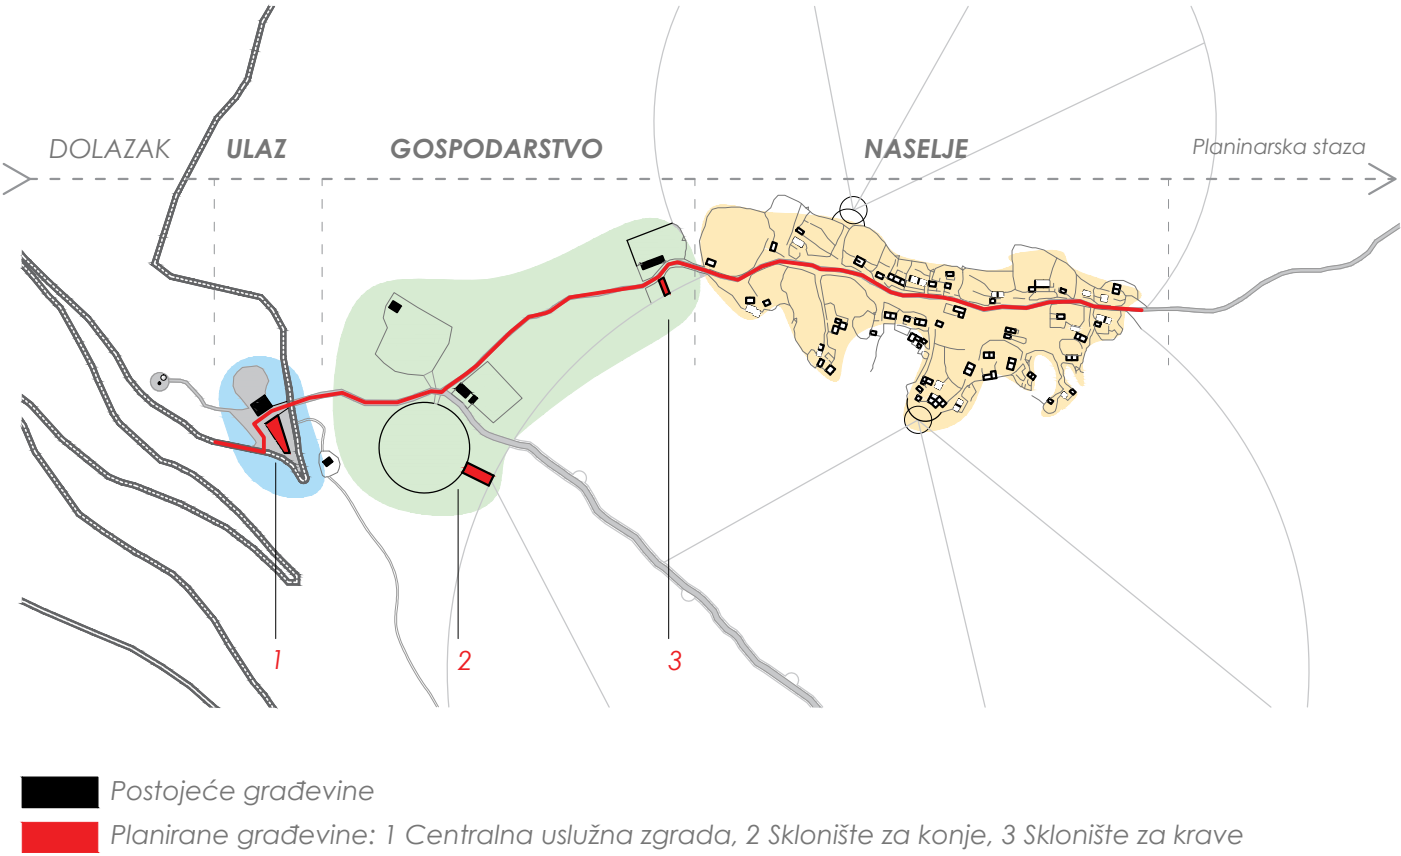 DOLAZAK ULAZ GOSPODARSTVO NASELJE Planinarska staza
1 2 3
Postojeće građevine
Planirane građevine: 1 Centralna uslužna zgrada, 2 Sklonište za konje, 3 Sklonište za krave